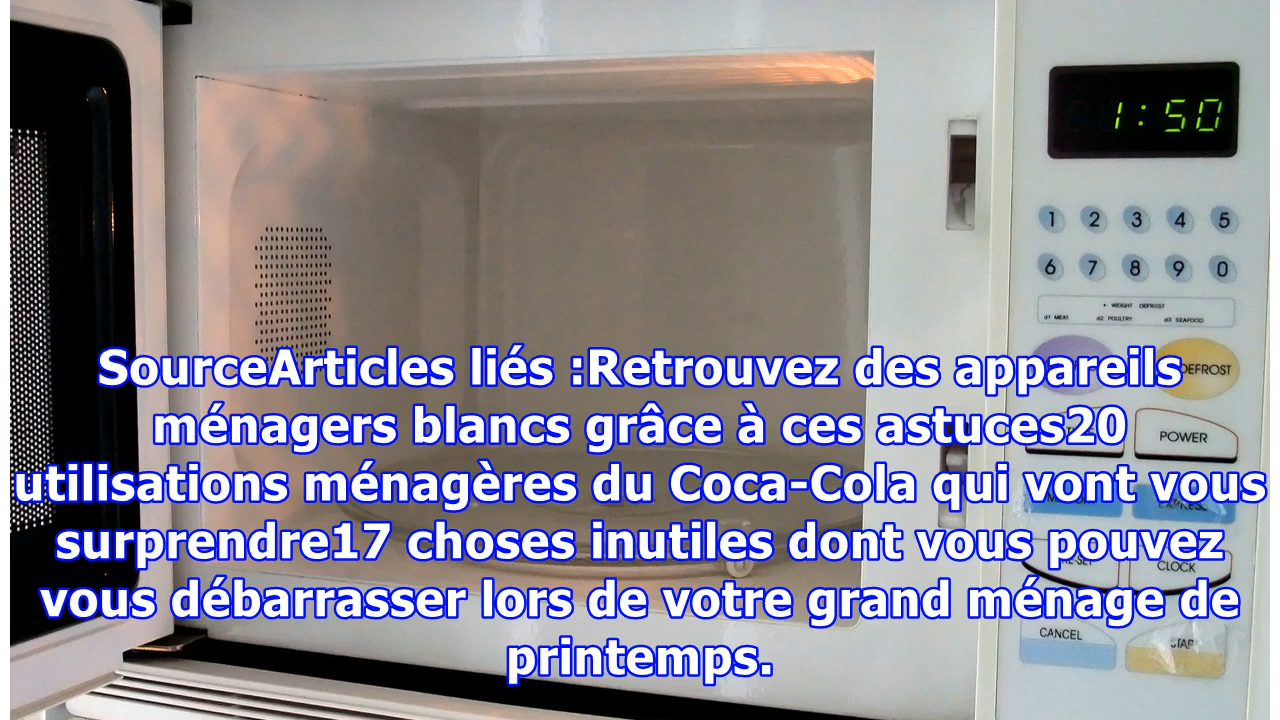 1:50
1 2 3 4 5
6 7 8 9 0
• WEIGHT DEFROST
d1 MEAT d2 POULTRY d3 SEAFOOD
SourceArticles liés :Retrouvez des appareils
DEFROST
ménagers blancs grâce à ces astuces20
POWER
utilisations ménagères du Coca-Cola qui vont vous
surprendre17 choses inutiles dont vous pouvez
CLOCK
vous débarrasser lors de votre grand ménage de
CANCEL
printemps.